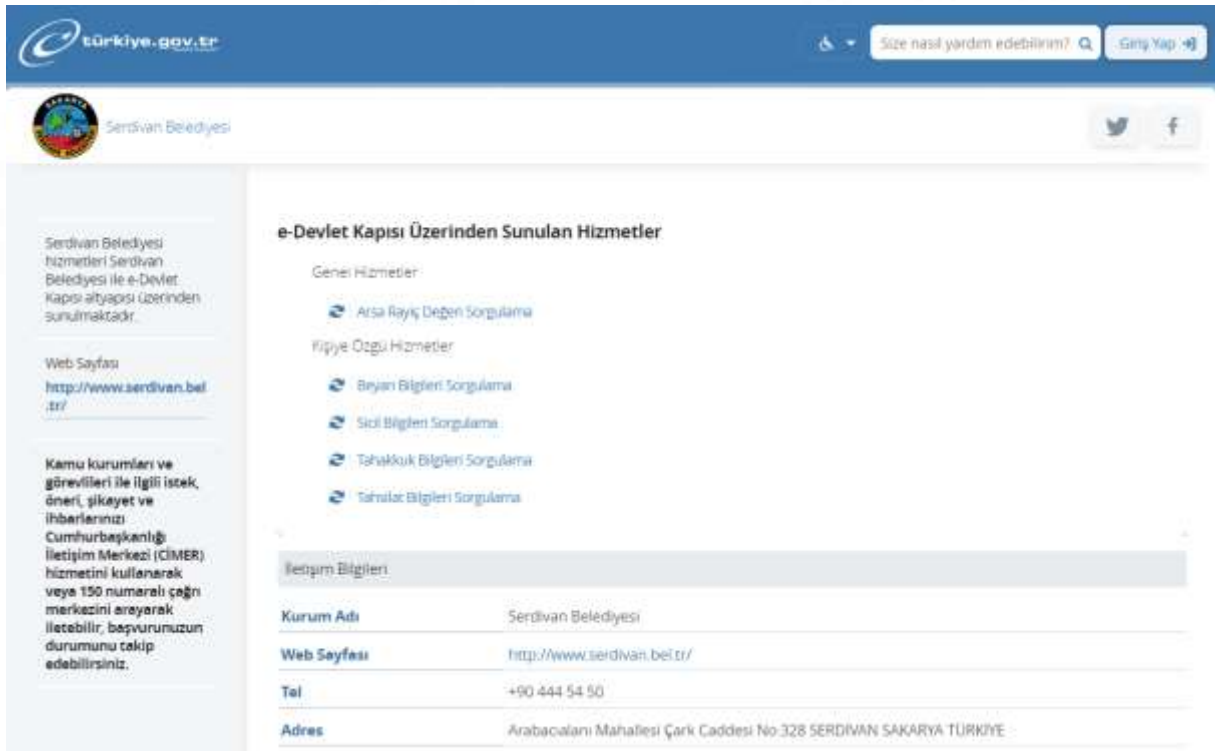 türkiye.gov.tr
Size nasıl yardım edebilirim?
Giriş Yap
SAKARYA
Serdivan Belediyesi
Serdivan Belediyesi
hizmetleri Serdivan
Belediyesi ile e-Devlet
Kapısı altyapısı üzerinden
sunulmaktadır.
Web Sayfası
http://www.serdivan.bel
.tr/
Kamu kurumları ve
görevlileri ile ilgili istek,
öneri, şikayet ve
ihbarlarınızı
Cumhurbaşkanlığı
İletişim Merkezi (CİMER)
hizmetini kullanarak
veya 150 numaralı çağrı
merkezini arayarak
iletebilir, başvurunuzun
durumunu takip
edebilirsiniz.
e-Devlet Kapısı Üzerinden Sunulan Hizmetler
Genel Hizmetler
Arsa Rayiç Değeri Sorgulama
Kişiye Özgü Hizmetler
Beyan Bilgileri Sorgulama
Sicil Bilgileri Sorgulama
Tahakkuk Bilgileri Sorgulama
Tahsilat Bilgileri Sorgulama
İletişim Bilgileri
Kurum Adı Serdivan Belediyesi
Web Sayfası http://www.serdivan.bel.tr/
Tel +90 444 54 50
Adres Arabacıalanı Mahallesi Çark Caddesi No:328 SERDİVAN SAKARYA TÜRKİYE